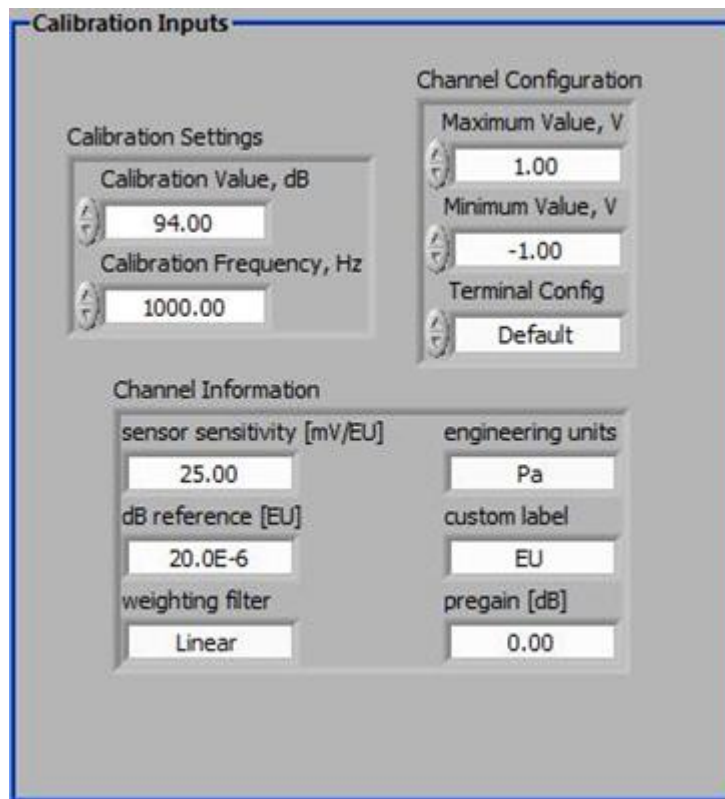 Calibration Inputs
Calibration Settings
Calibration Value, dB
94.00
Calibration Frequency, Hz
1000.00
Channel Configuration
Maximum Value, V
1.00
Minimum Value, V
-1.00
Terminal Config
Default
Channel Information
sensor sensitivity [mV/EU]
25.00
engineering units
Pa
dB reference [EU]
20.0E-6
custom label
EU
weighting filter
Linear
pregain [dB]
0.00